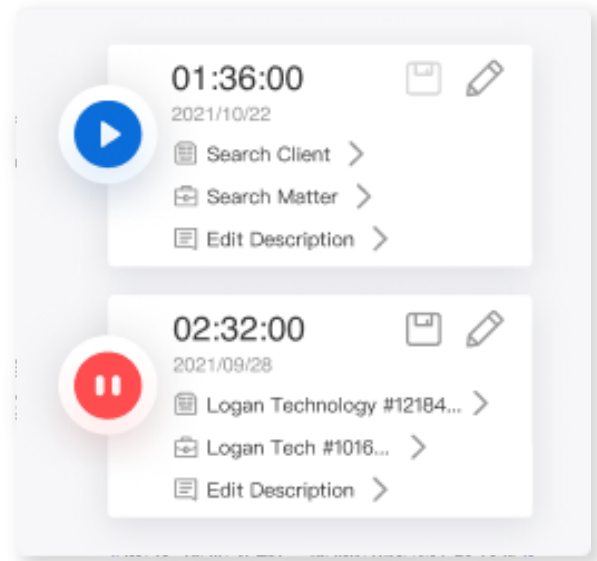 01:36:00
2021/10/22
Search Client
Search Matter
Edit Description
02:32:00
2021/09/28
Logan Technology #12184...
Logan Tech #1016...
Edit Description